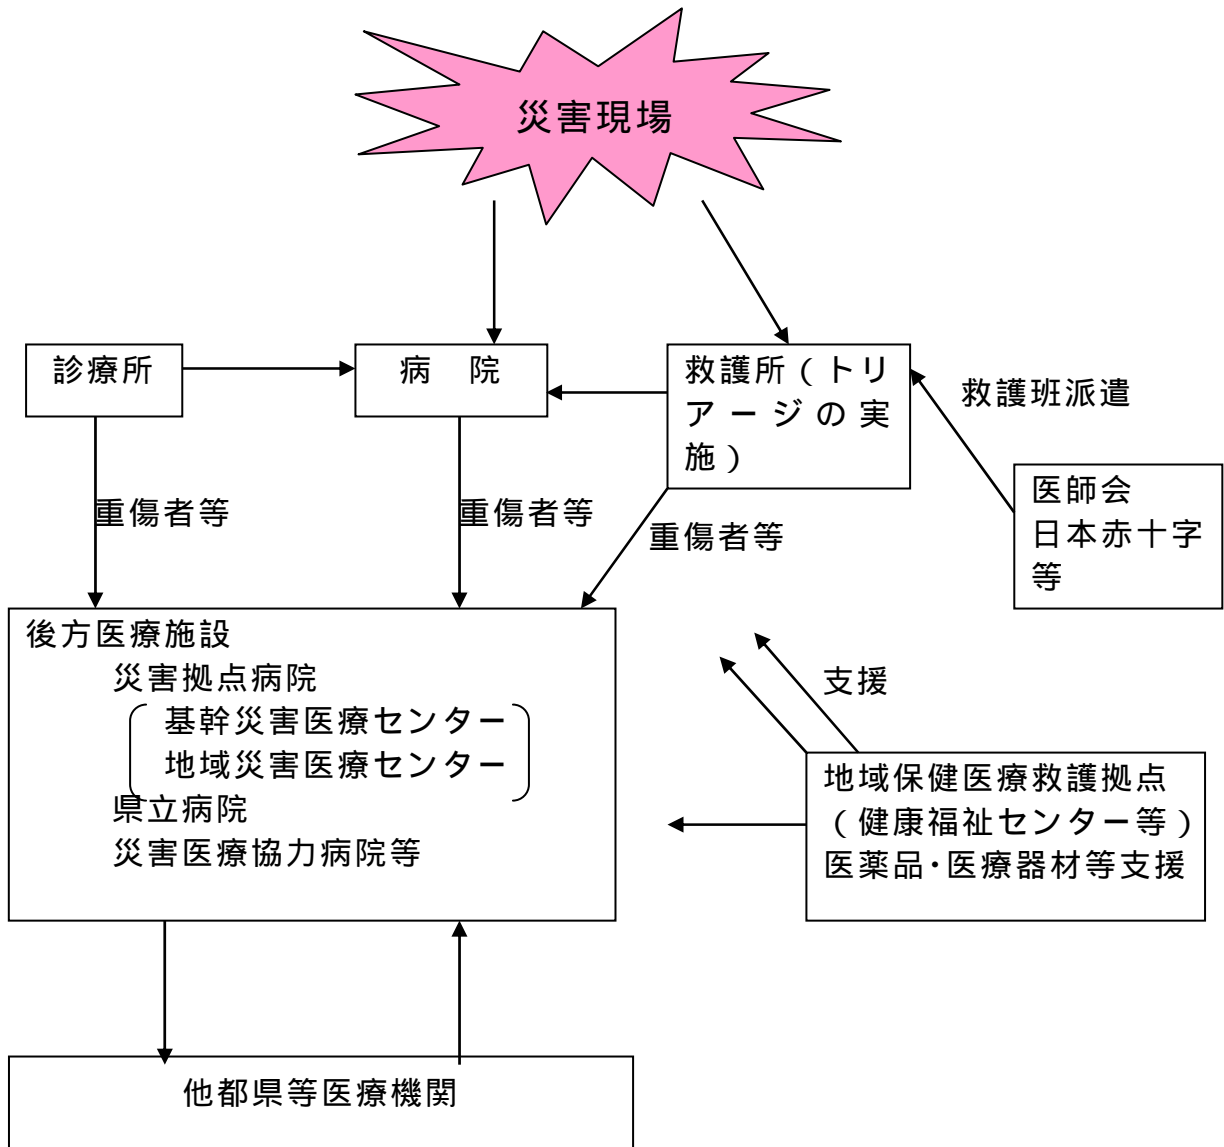 災害現場
診療所
病　院
救護所（トリ
アージの実
施）
救護班派遣
医師会
日本赤十字
等
重傷者等
重傷者等
重傷者等
後方医療施設
災害拠点病院
基幹災害医療センター
地域災害医療センター
県立病院
災害医療協力病院等
支援
地域保健医療救護拠点
（健康福祉センター等）
医薬品・医療器材等支援
他都県等医療機関